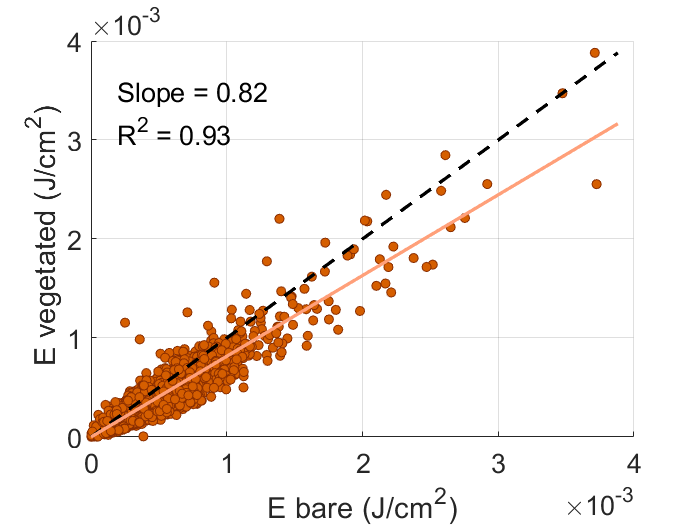 ×10⁻³
4
Slope = 0.82
R² = 0.93
3
2
1
0
E vegetated (J/cm²)
0 1 2 3 4
E bare (J/cm²)
×10⁻³